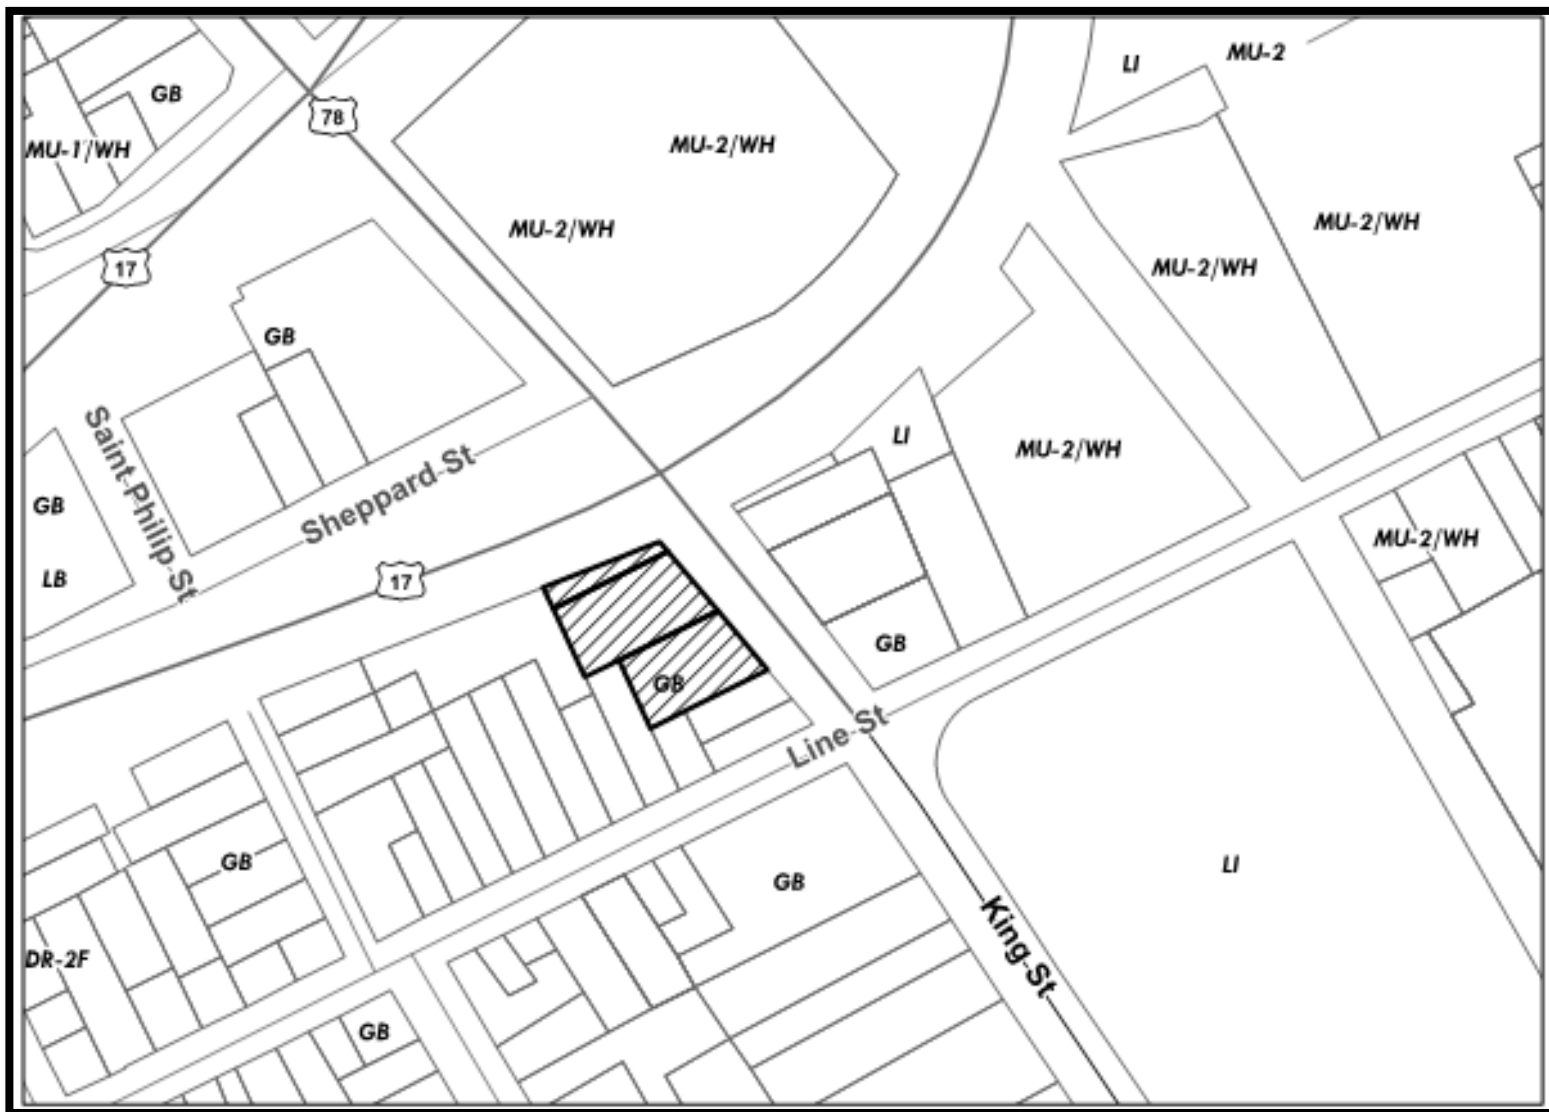 LI
MU-2
GB
78
MU-1/WH
MU-2/WH
MU-2/WH
MU-2/WH
17
MU-2/WH
GB
Saint Philip St
LI
MU-2/WH
Sheppard St
GB
MU-2/WH
LB
17
GB
GB
Line St
GB
GB
LI
King St
DR-2F
GB